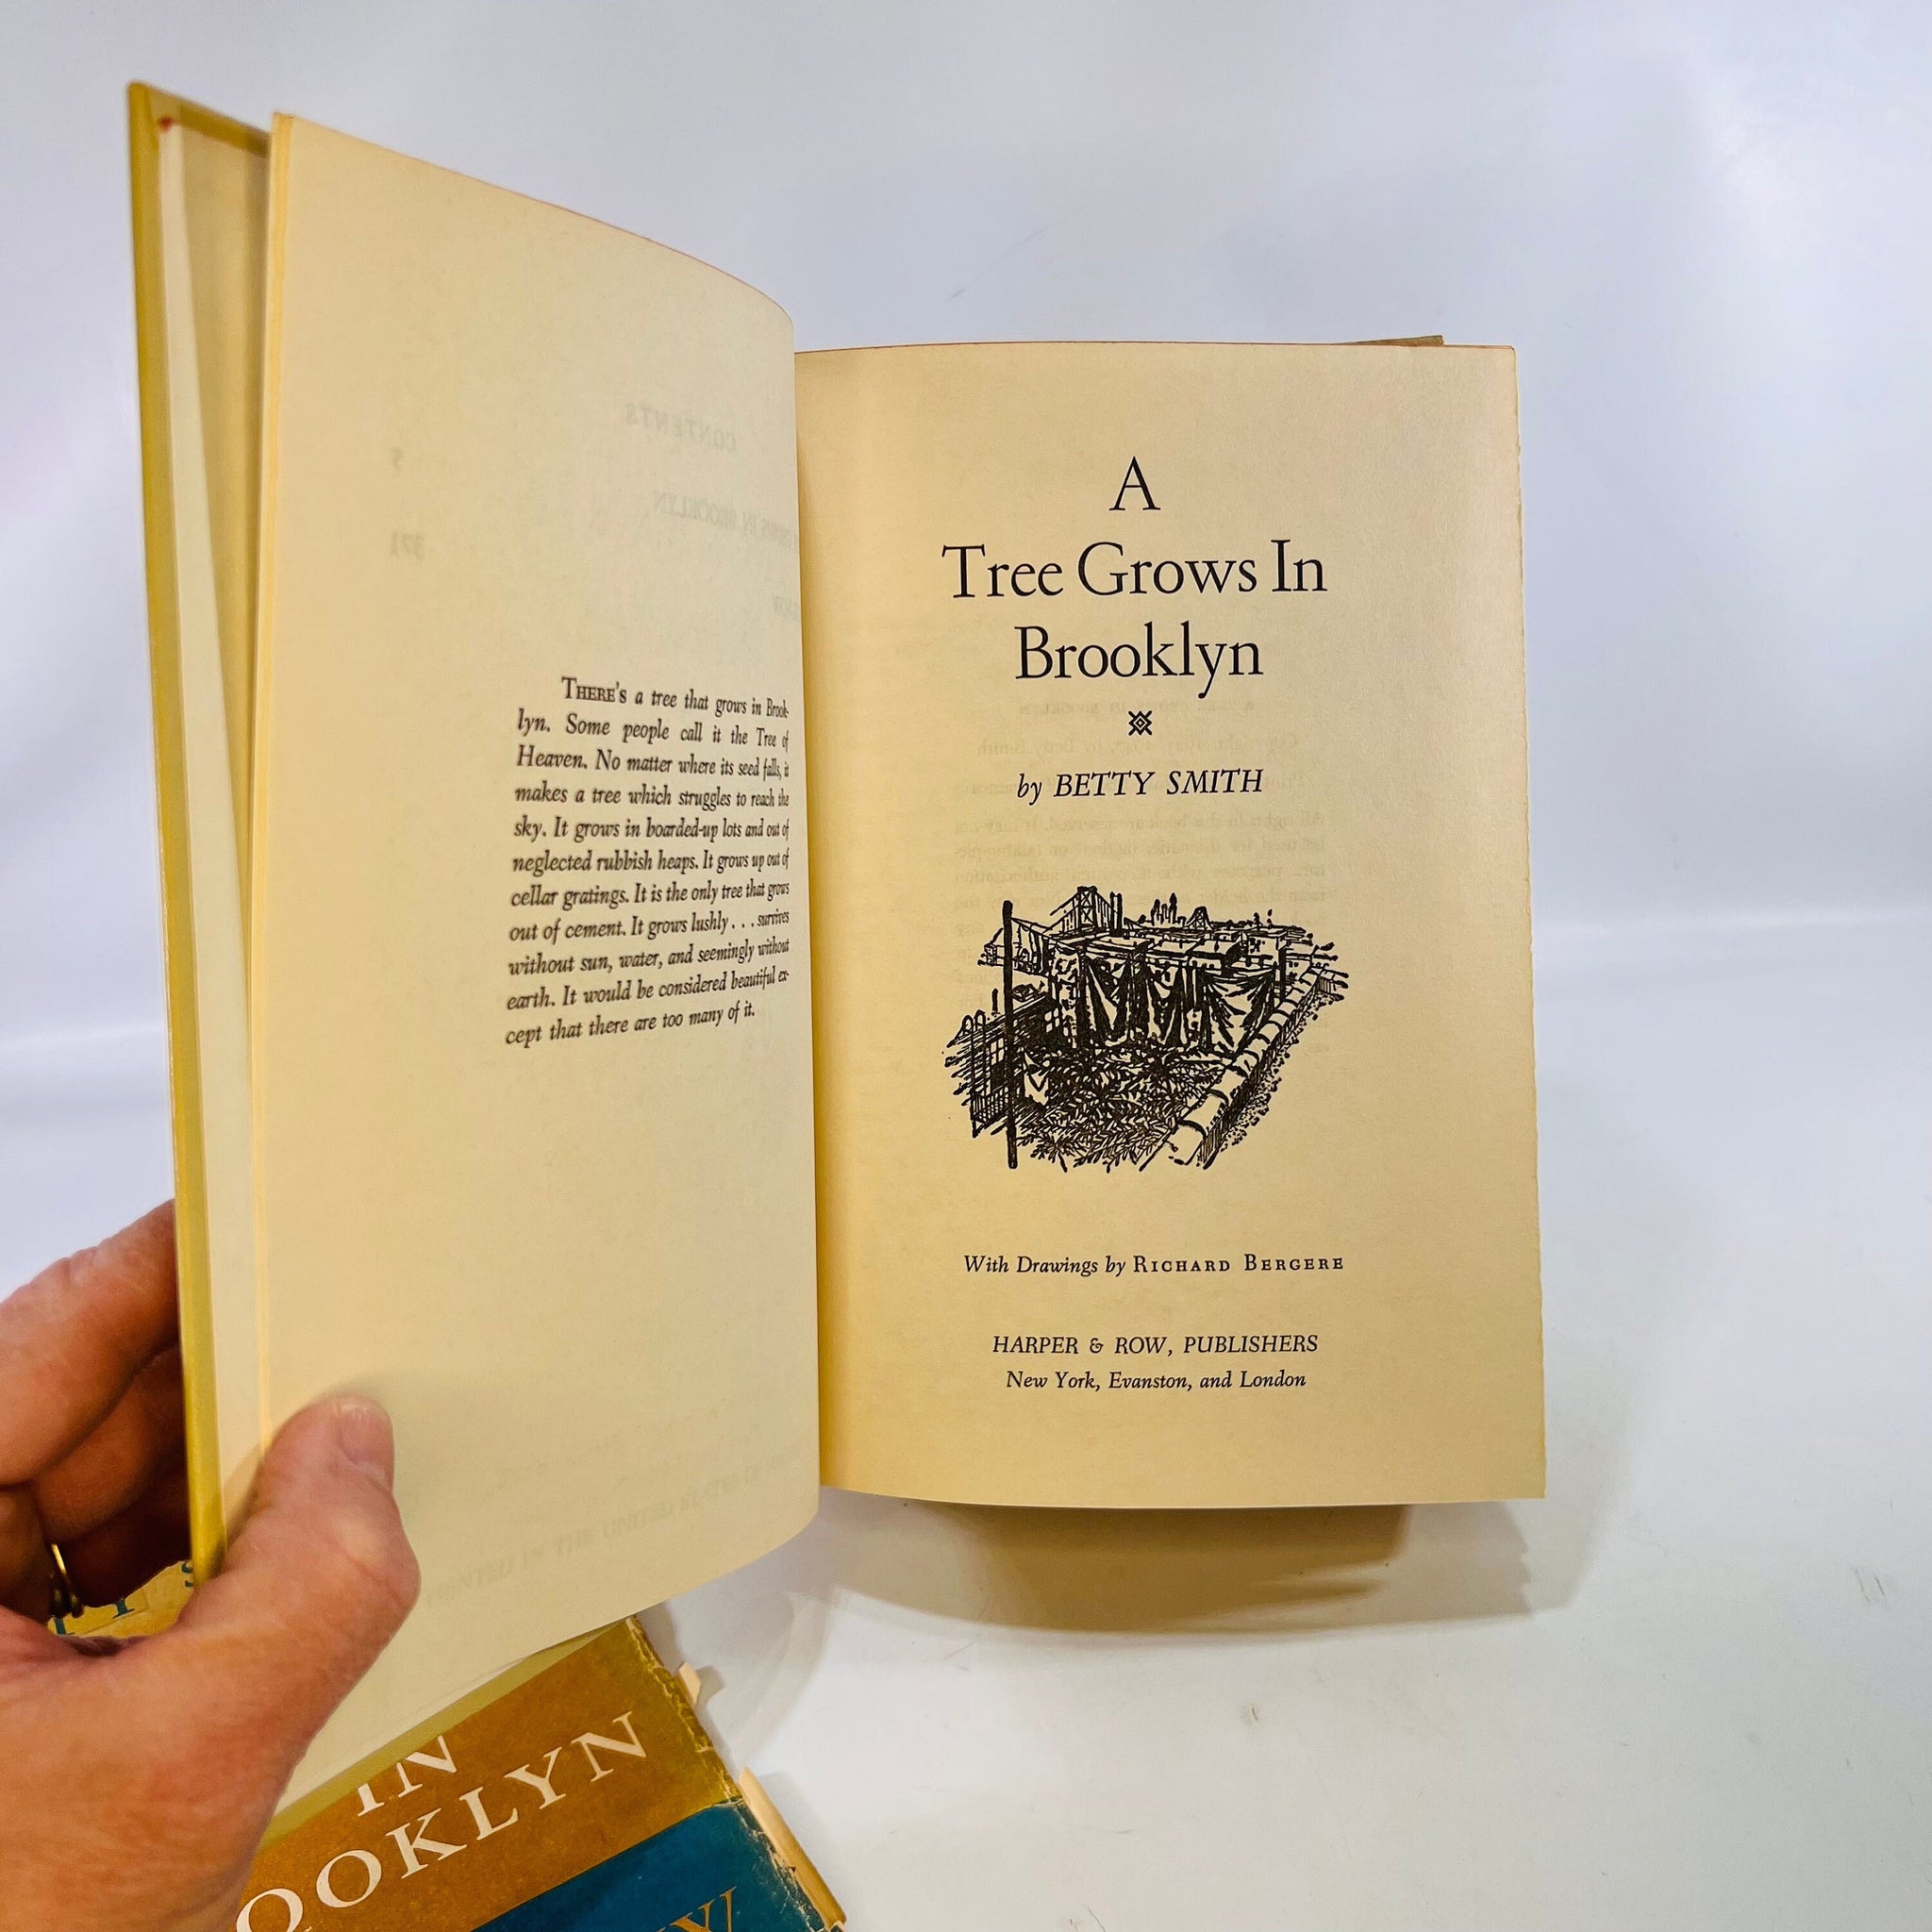 CONTENTS
ROWS IN BROOKLYN
371
THERE'S a tree that grows in Brook-
lyn. Some people call it the Tree of
Heaven. No matter where its seed falls, it
makes a tree which struggles to reach the
sky. It grows in boarded-up lots and out of
neglected rubbish heaps. It grows up out of
cellar gratings. It is the only tree that grows
out of cement. It grows lushly . . . survives
without sun, water, and seemingly without
earth. It would be considered beautiful ex-
cept that there are too many of it.
A
Tree Grows In
Brooklyn
by BETTY SMITH
With Drawings by RICHARD BERGERE
HARPER & ROW, PUBLISHERS
New York, Evanston, and London
IN
OOKLYN